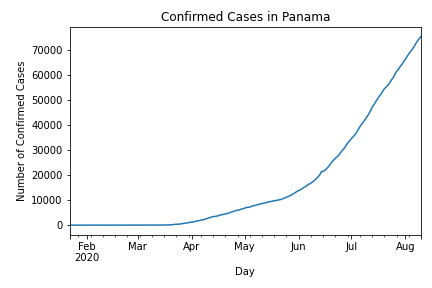 Confirmed Cases in Panama
Number of Confirmed Cases
70000
60000
50000
40000
30000
20000
10000
0
Feb Mar Apr May Jun Jul Aug
2020
Day